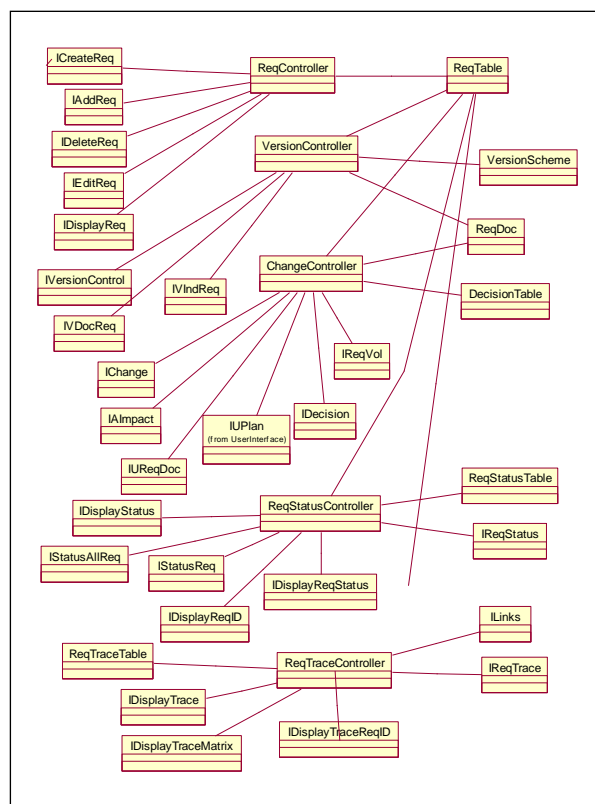 ICreateReq
ReqController
ReqTable
IAddReq
IDeleteReq
VersionController
VersionScheme
IEditReq
IDisplayReq
ReqDoc
IVersionControl
IVIndReq
ChangeController
DecisionTable
IVDocReq
IReqVol
IChange
IAImpact
IUPlan
(from UserInterface)
IDecision
IUReqDoc
ReqStatusTable
IDisplayStatus
ReqStatusController
IReqStatus
IStatusAllReq
IStatusReq
IDisplayReqStatus
IDisplayReqID
ILinks
ReqTraceTable
ReqTraceController
IReqTrace
IDisplayTrace
IDisplayTraceReqID
IDisplayTraceMatrix